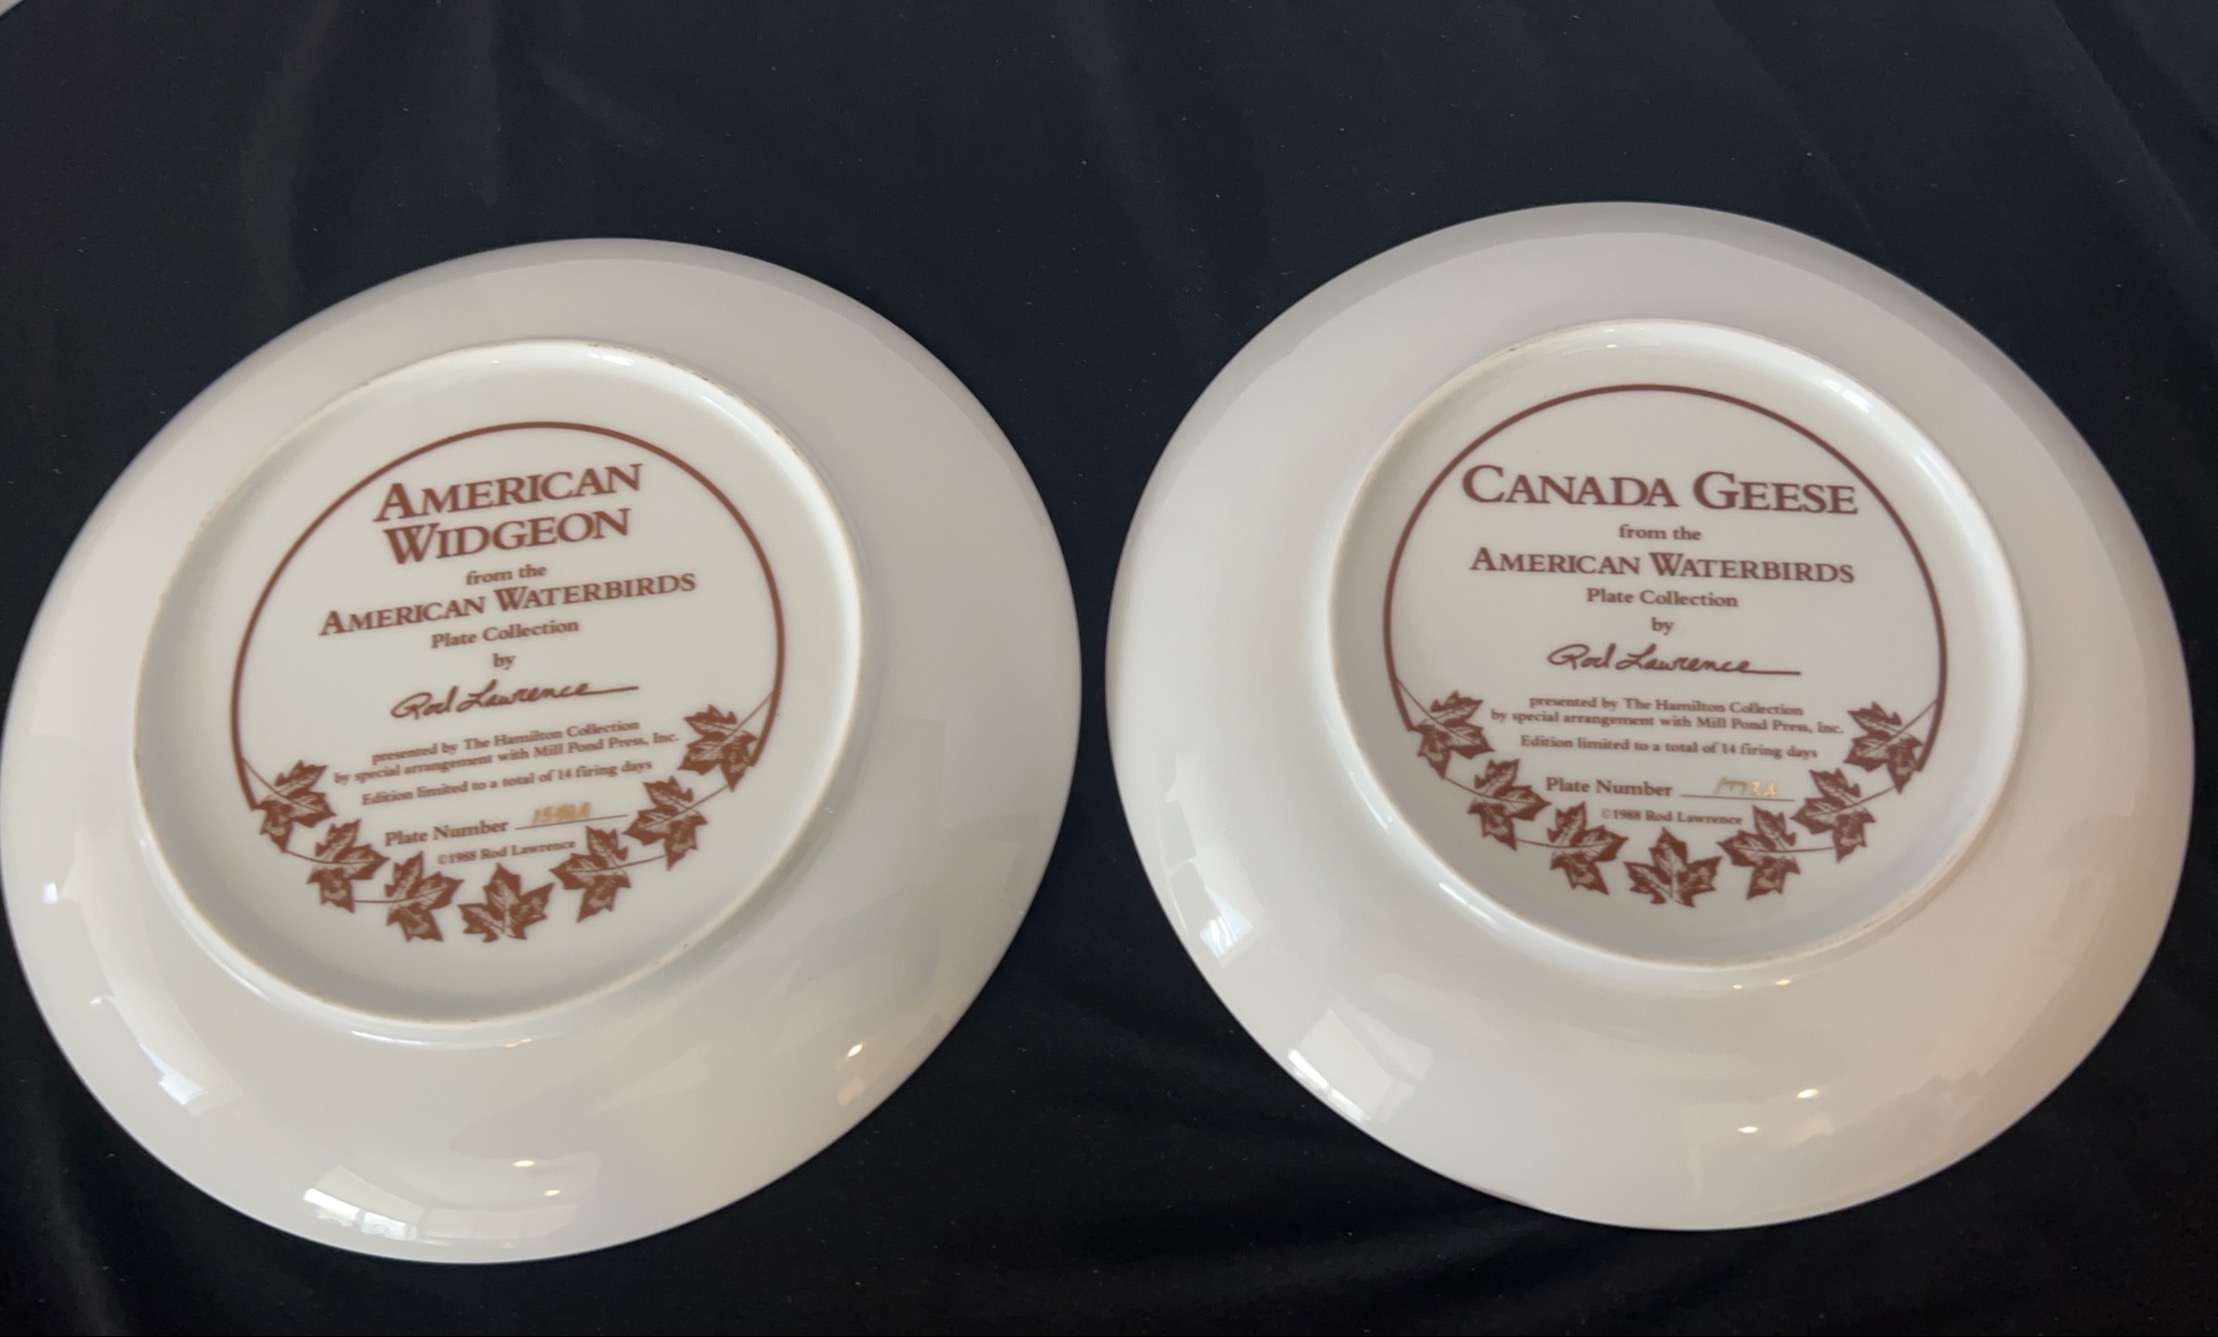 AMERICAN
WIDGEON
from the
AMERICAN WATERBIRDS
Plate Collection
by
Rod Lawrence
presented by The Hamilton Collection
by special arrangement with Mill Pond Press, Inc.
Edition limited to a total of 14 firing days
Plate Number
©1988 Rod Lawrence
CANADA GEESE
from the
AMERICAN WATERBIRDS
Plate Collection
by
Rod Lawrence
presented by The Hamilton Collection
by special arrangement with Mill Pond Press, Inc.
Edition limited to a total of 14 firing days
Plate Number
©1988 Rod Lawrence